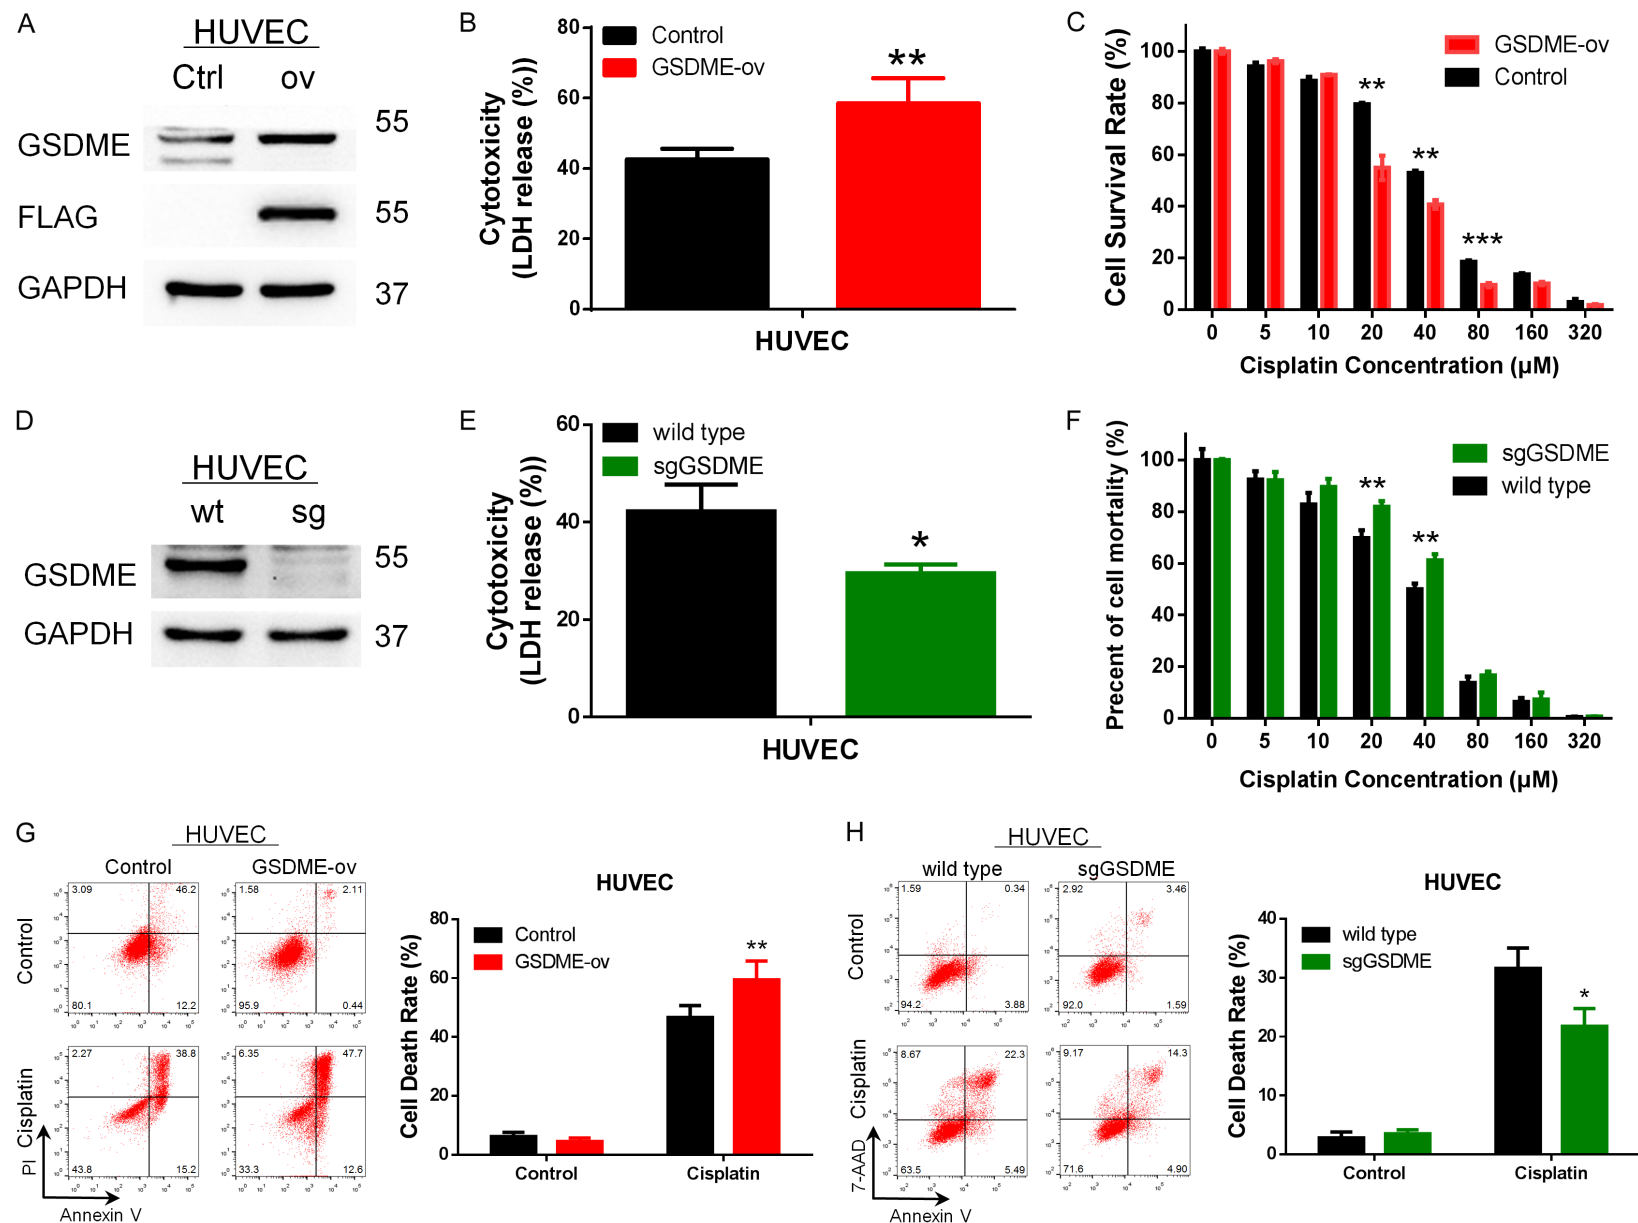 A
HUVEC
Ctrl ov
GSDME
55
FLAG
55
GAPDH
37
B
Control
GSDME-ov
Cytotoxicity
(LDH release (%))
80
60
40
20
0
**
HUVEC
C
GSDME-ov
Control
Cell Survival Rate (%)
100
80
60
40
20
0
**
**
***
0 5 10 20 40 80 160 320
Cisplatin Concentration (µM)
D
HUVEC
wt sg
GSDME
55
GAPDH
37
E
wild type
sgGSDME
Cytotoxicity
(LDH release (%))
60
40
20
0
*
HUVEC
F
sgGSDME
wild type
Precent of cell mortality (%)
100
80
60
40
20
0
**
**
0 5 10 20 40 80 160 320
Cisplatin Concentration (µM)
G
HUVEC
Control GSDME-ov
Control
3.09 46.2
80.1 12.2
1.58 2.11
95.9 0.44
Cisplatin
2.27 38.8
43.8 15.2
6.35 47.7
33.3 12.6
PI
Annexin V
HUVEC
Control
GSDME-ov
Cell Death Rate (%)
80
60
40
20
0
**
Control Cisplatin
H
HUVEC
wild type sgGSDME
Control
1.59 0.34
94.2 3.88
2.92 3.46
92.0 1.59
Cisplatin
8.67 22.3
63.5 5.49
9.17 14.3
71.6 4.90
7-AAD
Annexin V
HUVEC
wild type
sgGSDME
Cell Death Rate (%)
40
30
20
10
0
*
Control Cisplatin